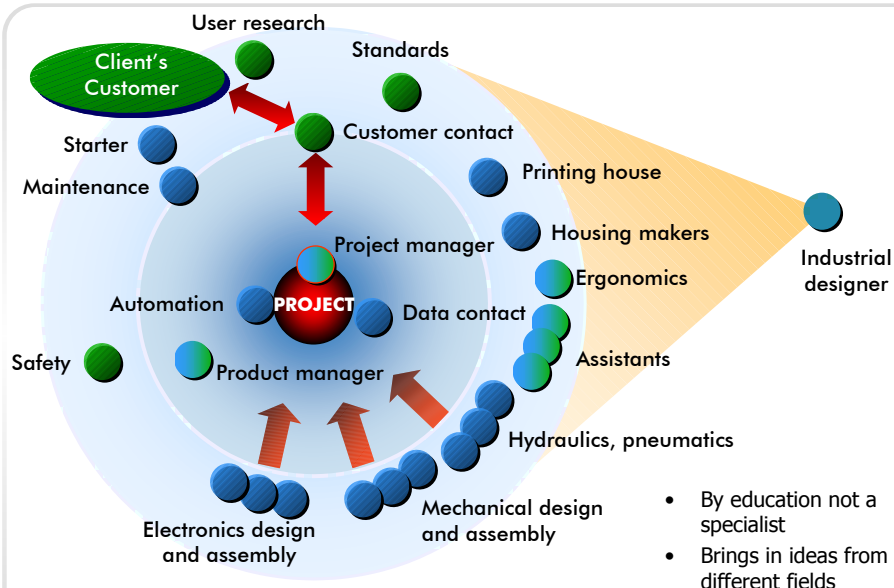 User research
Standards
Client's
Customer
Customer contact
Starter
Maintenance
Printing house
Project manager
Housing makers
Industrial
designer
Ergonomics
Automation
PROJECT
Data contact
Safety
Product manager
Assistants
Hydraulics, pneumatics
Mechanical design
and assembly
Electronics design
and assembly
• By education not a
specialist
• Brings in ideas from
different fields